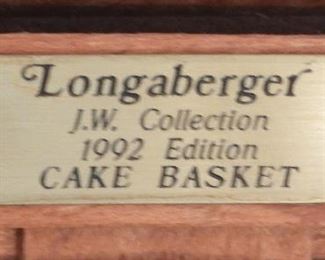 Longaberger
J.W. Collection
1992 Edition
CAKE BASKET